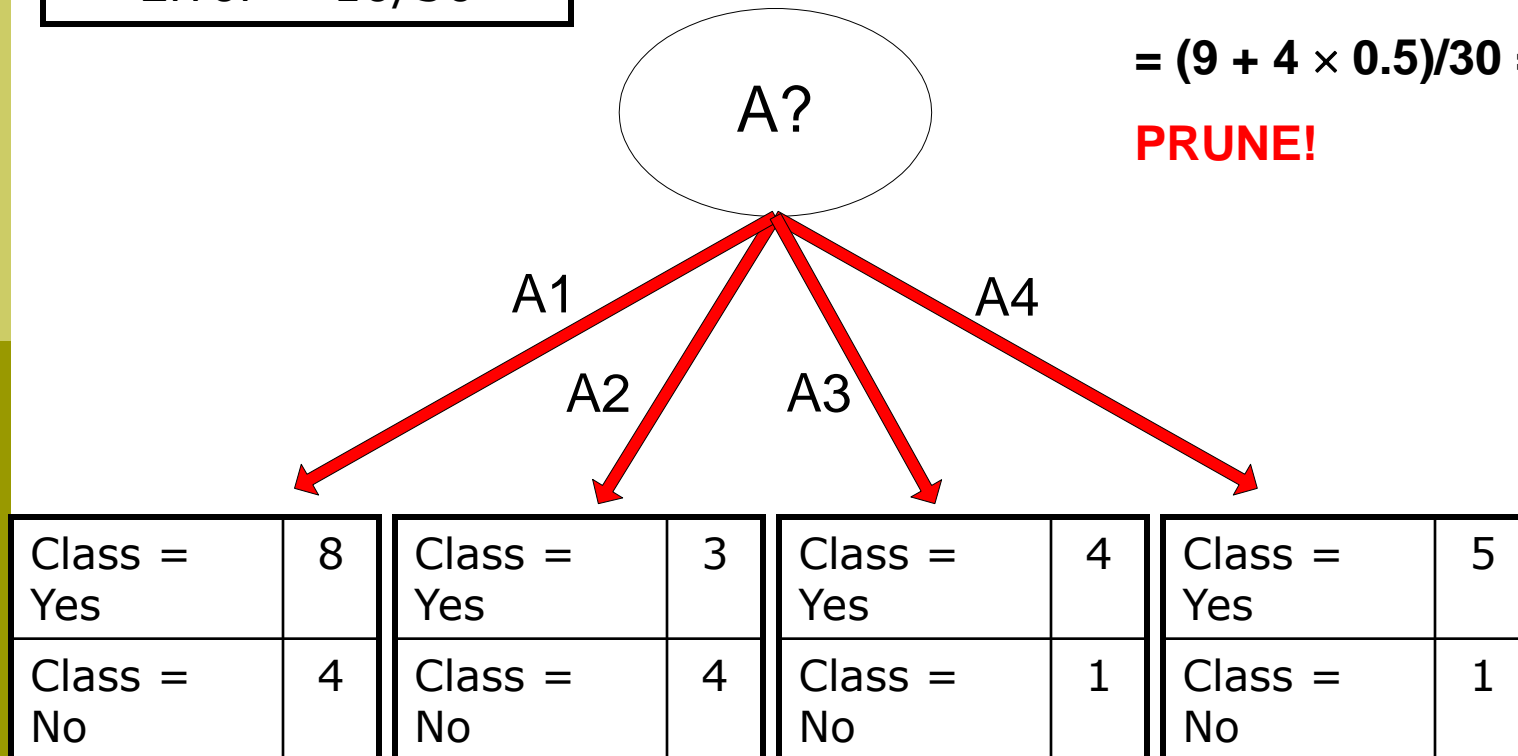 = (9 + 4 × 0.5)/30
PRUNE!
A?
A1
A4
A2
A3
Class = Yes 8
Class = No 4
Class = Yes 3
Class = No 4
Class = Yes 4
Class = No 1
Class = Yes 5
Class = No 1